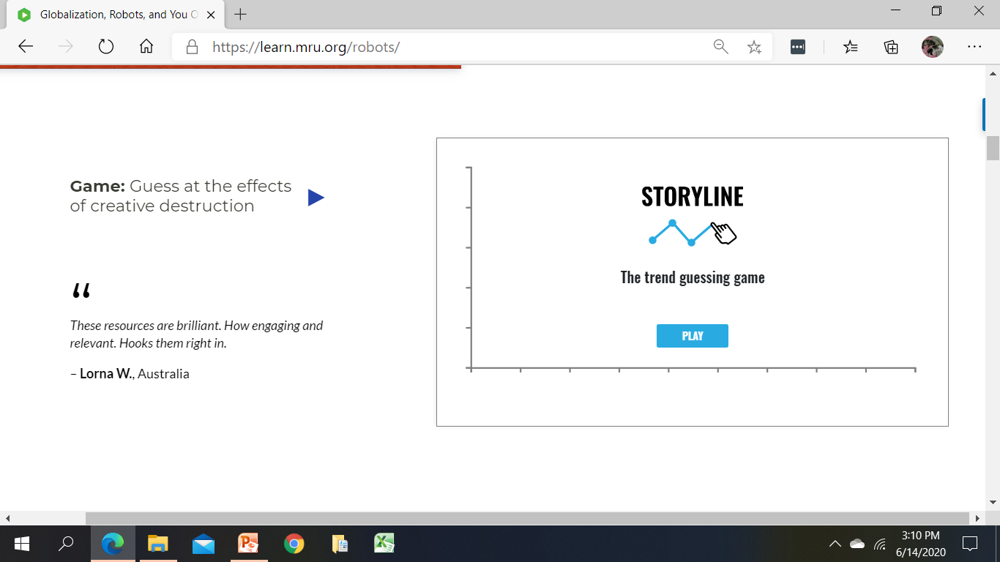 Globalization, Robots, and You O
https://learn.mru.org/robots/
Game: Guess at the effects
of creative destruction
“
These resources are brilliant. How engaging and
relevant. Hooks them right in.
– Lorna W., Australia
STORYLINE
The trend guessing game
PLAY
3:10 PM
6/14/2020